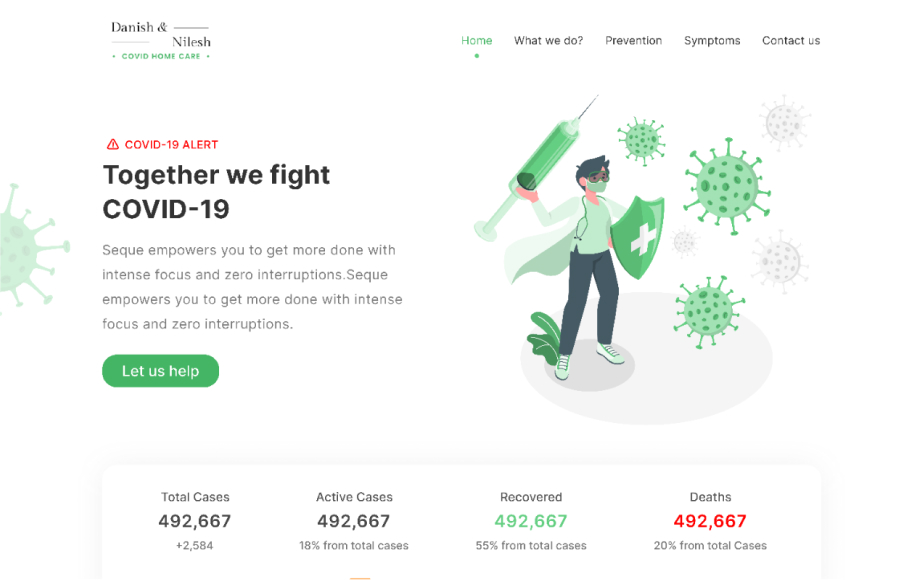 Danish &
Nilesh
COVID HOME CARE
Home What we do? Prevention Symptoms Contact us
COVID-19 ALERT
Together we fight
COVID-19
Seque empowers you to get more done with
intense focus and zero interruptions.Seque
empowers you to get more done with intense
focus and zero interruptions.
Let us help
Total Cases Active Cases Recovered Deaths
492,667 492,667 492,667 492,667
+2,584 18% from total cases 55% from total cases 20% from total Cases